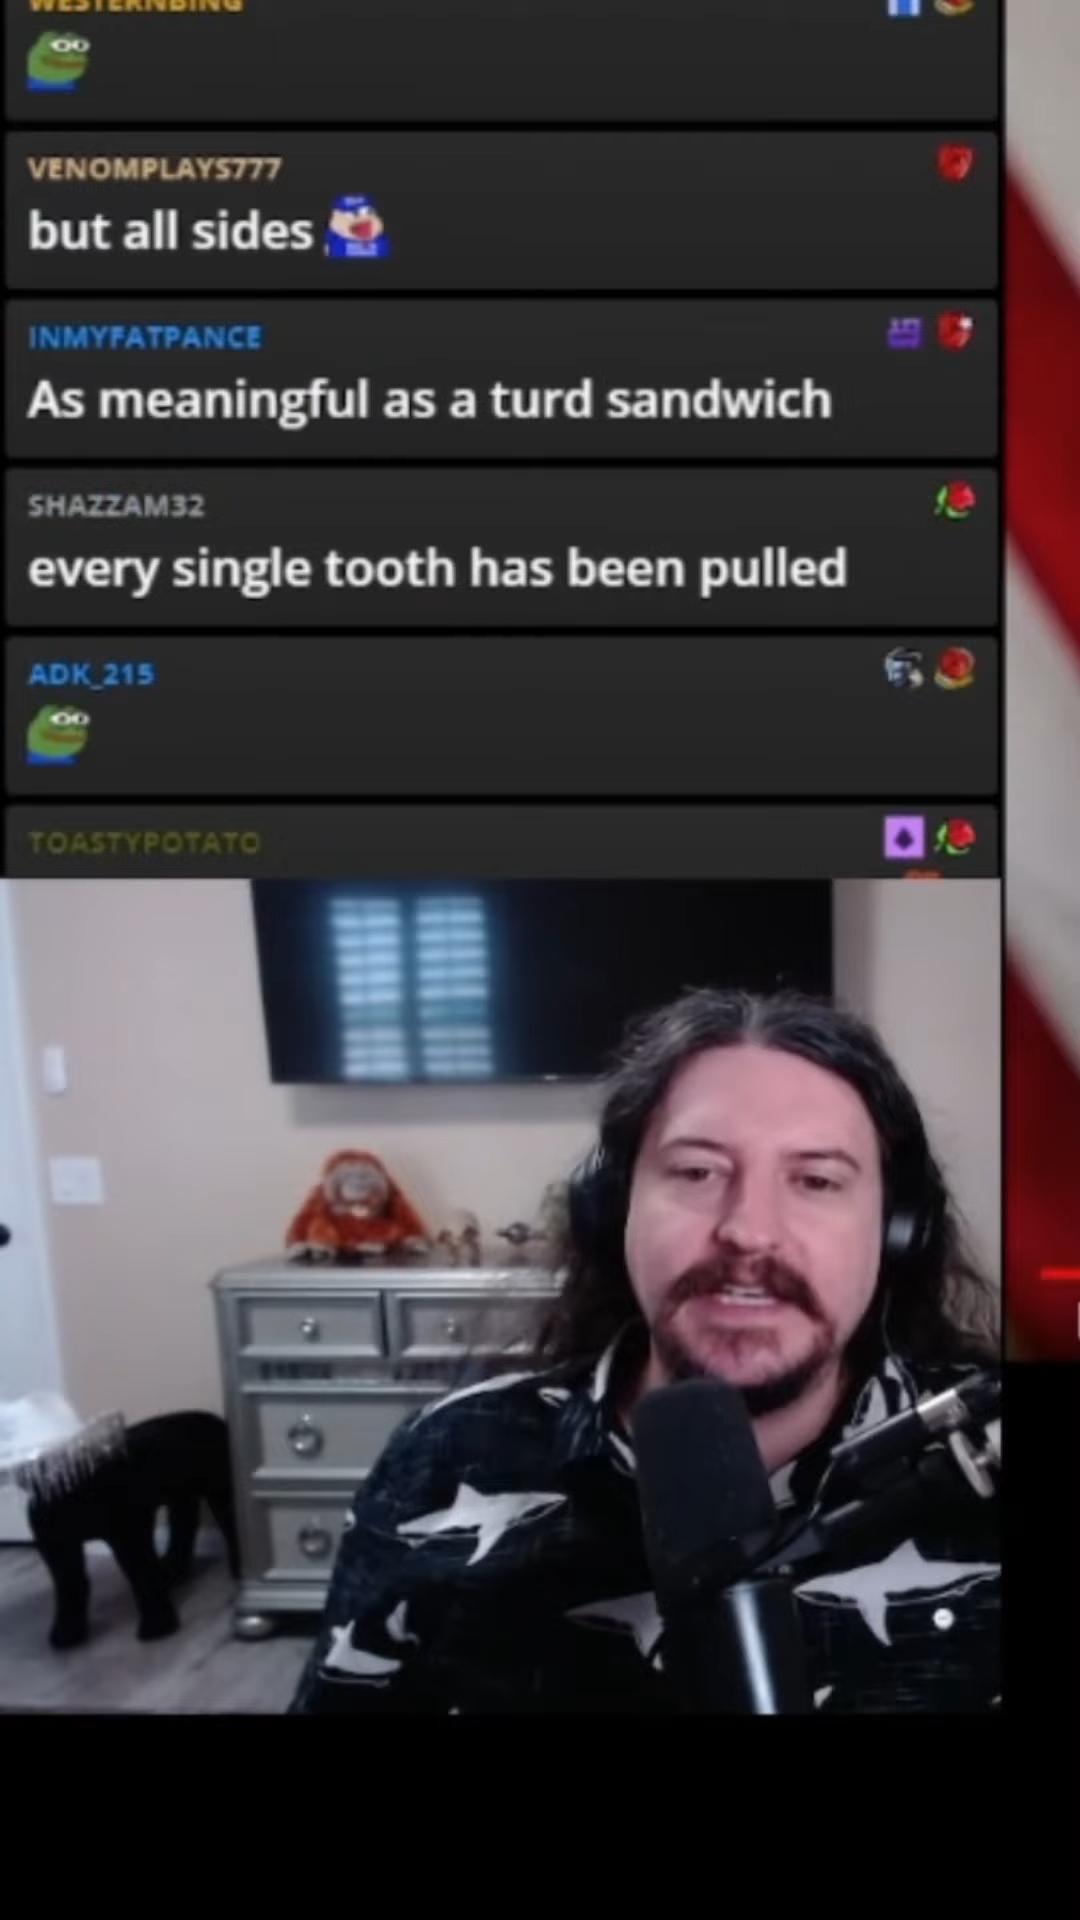 WESTERNBING
VENOMPLAYS777
but all sides
INMYFATPANCE
As meaningful as a turd sandwich
SHAZZAM32
every single tooth has been pulled
ADK_215
TOASTYPOTATO